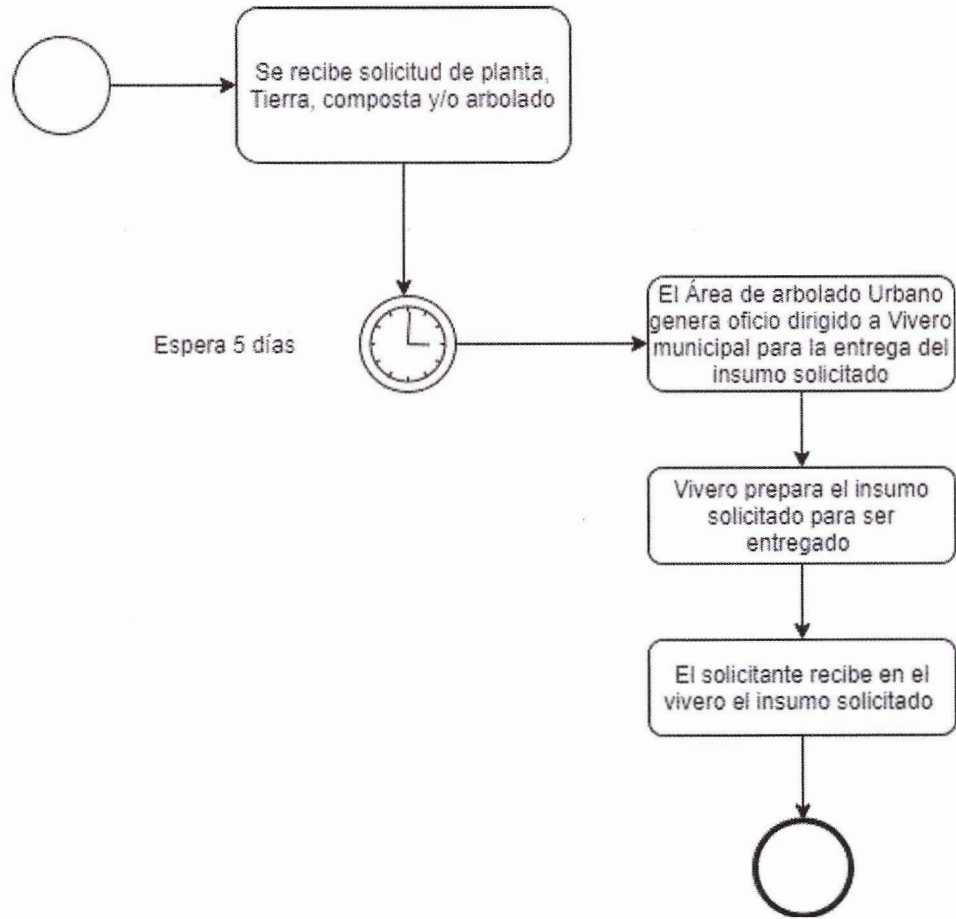 Se recibe solicitud de planta,
Tierra, composta y/o arbolado
Espera 5 días
El Área de arbolado Urbano
genera oficio dirigido a Vivero
municipal para la entrega del
insumo solicitado
Vivero prepara el insumo
solicitado para ser
entregado
El solicitante recibe en el
vivero el insumo solicitado